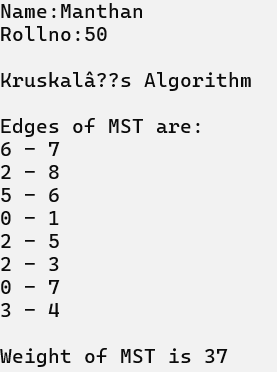 Name:Manthan
Rollno:50
Kruskalâ??s Algorithm
Edges of MST are:
6 - 7
2 - 8
5 - 6
0 - 1
2 - 5
2 - 3
0 - 7
3 - 4
Weight of MST is 37